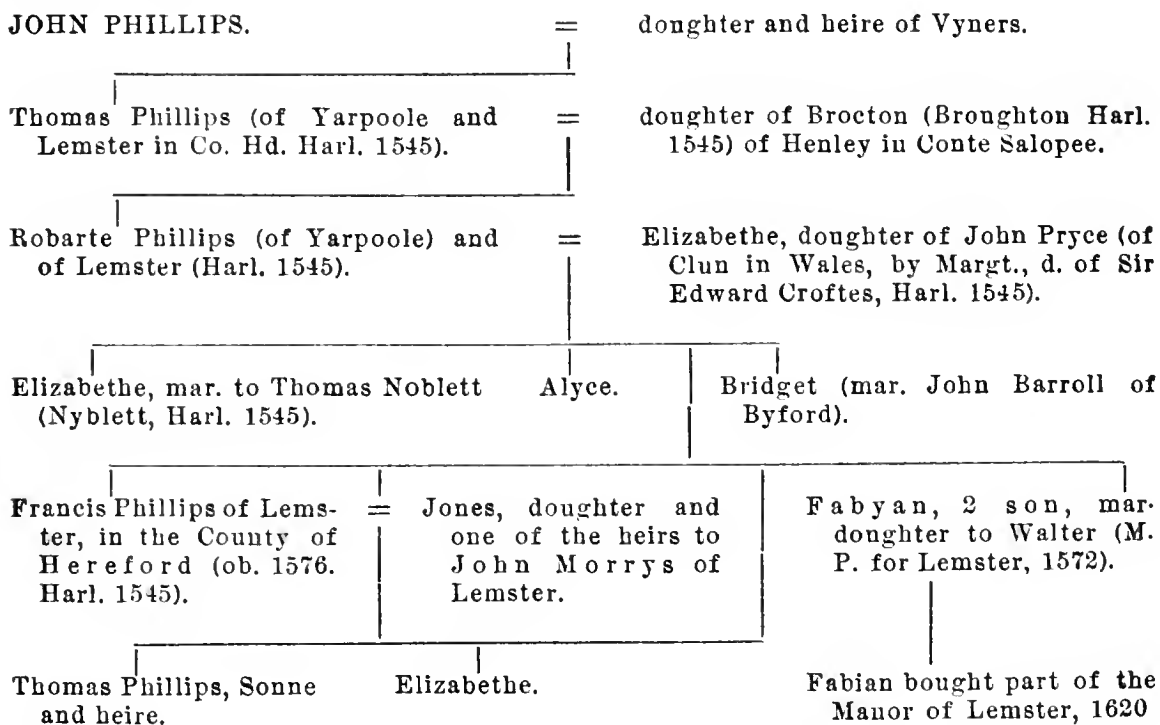 JOHN PHILLIPS. = doughter and heire of Vyners.
Thomas Phillips (of Yarpoole and
Lemster in Co. Hd. Harl. 1545).
=
doughter of Brocton (Broughton Harl.
1545) of Henley in Conte Salopee.
Robarte Phillips (of Yarpoole) and
of Lemster (Harl. 1545).
=
Elizabethe, doughter of John Pryce (of
Clun in Wales, by Margt., d. of Sir
Edward Croftes, Harl. 1545).
Elizabethe, mar. to Thomas Noblett
(Nyblett, Harl. 1545).
Alyce.
Bridget (mar. John Barroll of
Byford).
Francis Phillips of Lems-
ter, in the County of
Hereford (ob. 1576.
Harl. 1545).
=
Jones, doughter and
one of the heirs to
John Morrys of
Lemster.
Fabyan, 2 son, mar.
doughter to Walter (M.
P. for Lemster, 1572).
Thomas Phillips, Sonne
and heire.
Elizabethe.
Fabian bought part of the
Manor of Lemster, 1620